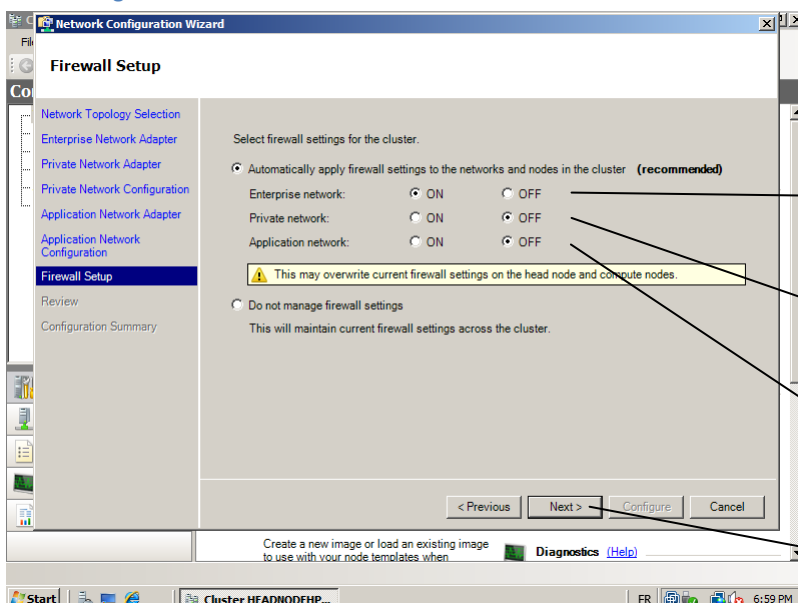 Network Configuration Wizard
Firewall Setup
Network Topology Selection
Enterprise Network Adapter
Private Network Adapter
Private Network Configuration
Application Network Adapter
Application Network
Configuration
Firewall Setup
Review
Configuration Summary
Select firewall settings for the cluster.
Automatically apply firewall settings to the networks and nodes in the cluster (recommended)
Enterprise network: ON OFF
Private network: ON OFF
Application network: ON OFF
This may overwrite current firewall settings on the head node and compute nodes.
Do not manage firewall settings
This will maintain current firewall settings across the cluster.
< Previous Next > Configure Cancel
Create a new image or load an existing image
to use with your node templates when
Diagnostics (Help)
Start Cluster HEADNODEHP... FR 6:59 PM